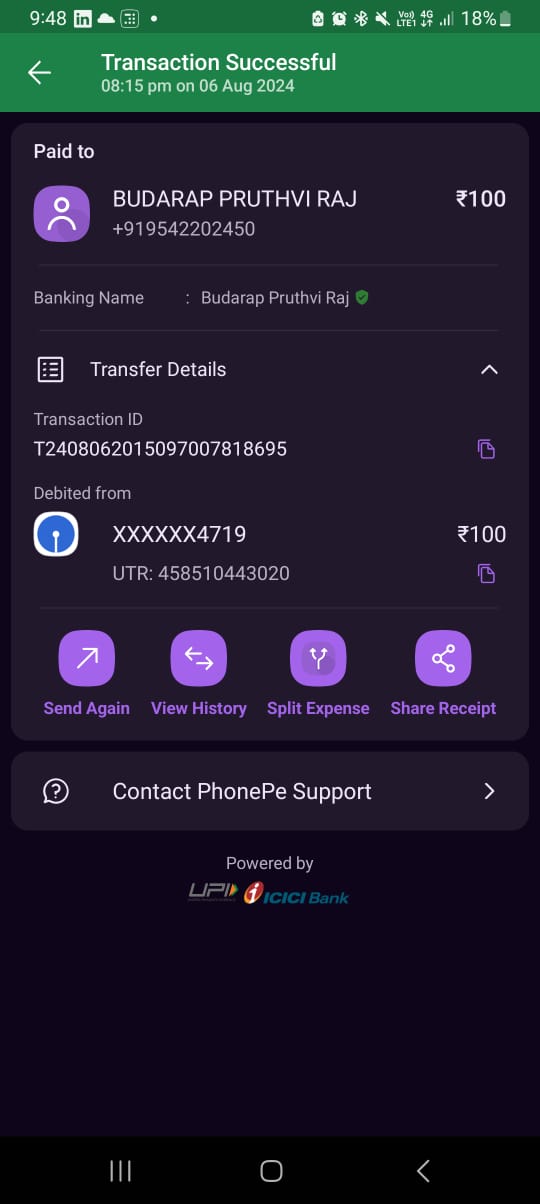 9:48
Vo)) 4G
LTE1
18%
Transaction Successful
08:15 pm on 06 Aug 2024
Paid to
BUDARAP PRUTHVI RAJ ₹100
+919542202450
Banking Name : Budarap Pruthvi Raj
Transfer Details
Transaction ID
T2408062015097007818695
Debited from
XXXXXX4719 ₹100
UTR: 458510443020
Send Again View History Split Expense Share Receipt
Contact PhonePe Support
Powered by
UPI ICICI Bank